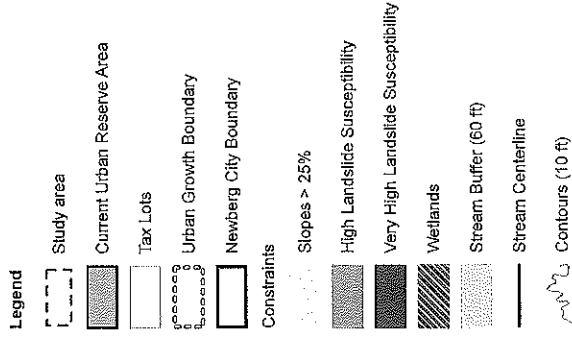 Legend
Study area
Current Urban Reserve Area
Tax Lots
Urban Growth Boundary
Newberg City Boundary
Constraints
Slopes > 25%
High Landslide Susceptibility
Very High Landslide Susceptibility
Wetlands
Stream Buffer (60 ft)
Stream Centerline
Contours (10 ft)